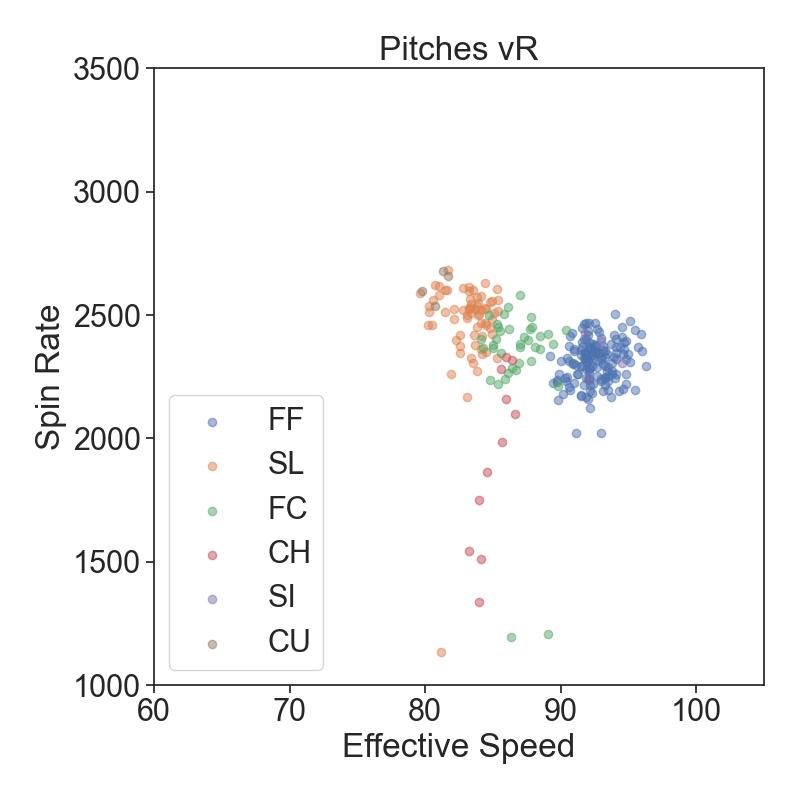 Pitches vR
3500
3000
2500
2000
1500
1000
Spin Rate
FF
SL
FC
CH
SI
CU
60 70 80 90 100
Effective Speed